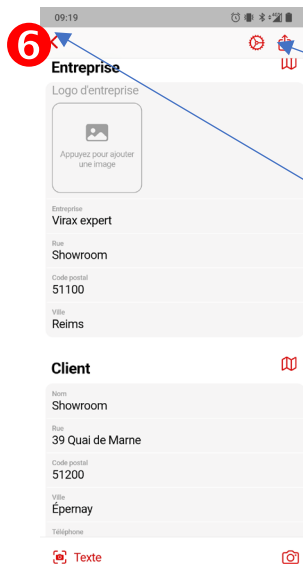 09:19
6
Entreprise
Logo d'entreprise
Appuyez pour ajouter
une image
Entreprise
Virax expert
Rue
Showroom
Code postal
51100
Ville
Reims
Client
Nom
Showroom
Rue
39 Quai de Marne
Code postal
51200
Ville
Épernay
Téléphone
Texte